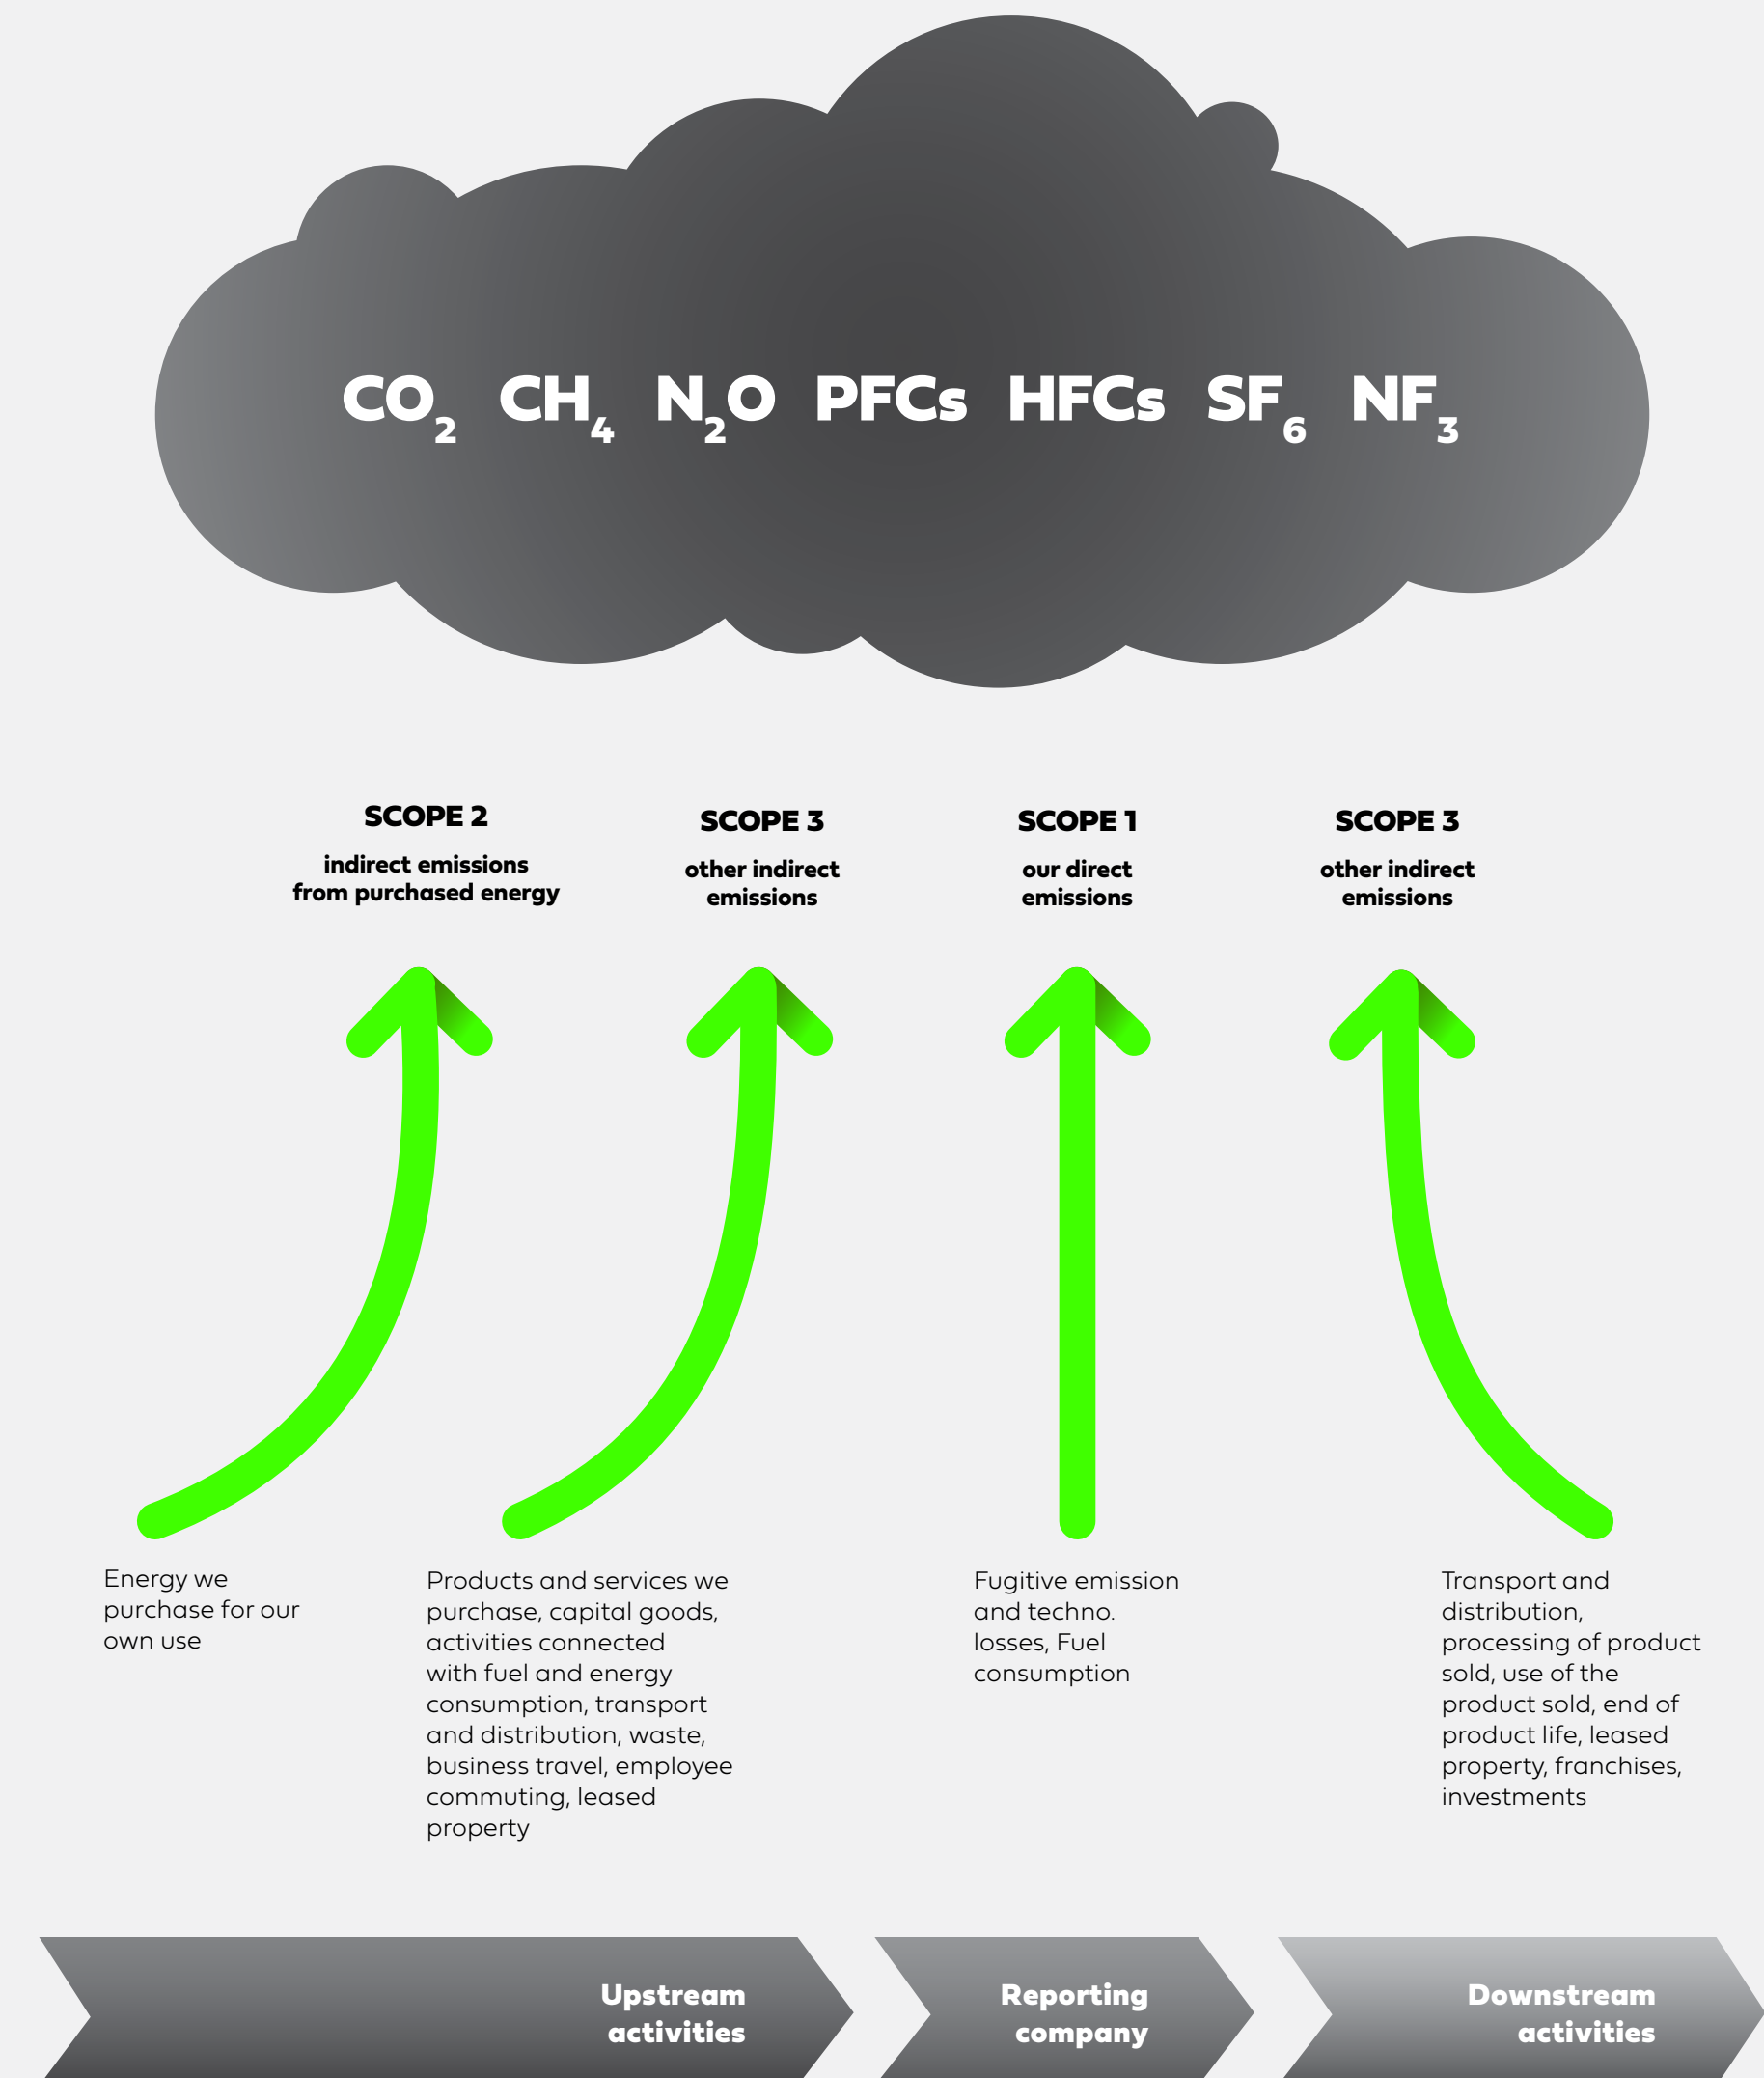 CO₂ CH₄ N₂O PFCs HFCs SF₆ NF₃
SCOPE 2
indirect emissions
from purchased energy
SCOPE 3
other indirect
emissions
SCOPE 1
our direct
emissions
SCOPE 3
other indirect
emissions
Energy we
purchase for our
own use
Products and services we
purchase, capital goods,
activities connected
with fuel and energy
consumption, transport
and distribution, waste,
business travel, employee
commuting, leased
property
Fugitive emission
and techno.
losses, Fuel
consumption
Transport and
distribution,
processing of product
sold, use of the
product sold, end of
product life, leased
property, franchises,
investments
Upstream
activities
Reporting
company
Downstream
activities